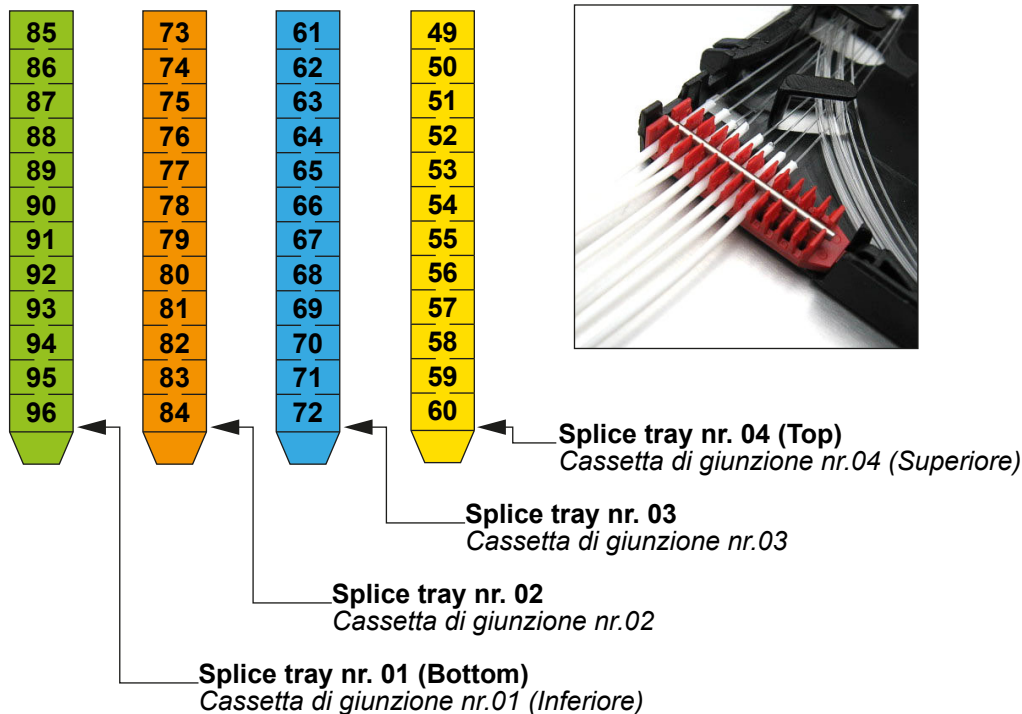 85 73 61 49
86 74 62 50
87 75 63 51
88 76 64 52
89 77 65 53
90 78 66 54
91 79 67 55
92 80 68 56
93 81 69 57
94 82 70 58
95 83 71 59
96 84 72 60
Splice tray nr. 04 (Top)
Cassetta di giunzione nr.04 (Superiore)
Splice tray nr. 03
Cassetta di giunzione nr.03
Splice tray nr. 02
Cassetta di giunzione nr.02
Splice tray nr. 01 (Bottom)
Cassetta di giunzione nr.01 (Inferiore)